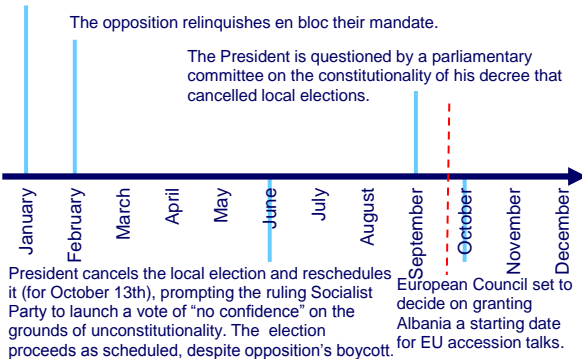 The opposition relinquishes en bloc their mandate.
The President is questioned by a parliamentary
committee on the constitutionality of his decree that
cancelled local elections.
January
February
March
April
May
June
July
August
September
October
November
December
President cancels the local election and reschedules
it (for October 13th), prompting the ruling Socialist
Party to launch a vote of “no confidence” on the
grounds of unconstitutionality. The election
proceeds as scheduled, despite opposition’s boycott.
European Council set to
decide on granting
Albania a starting date
for EU accession talks.